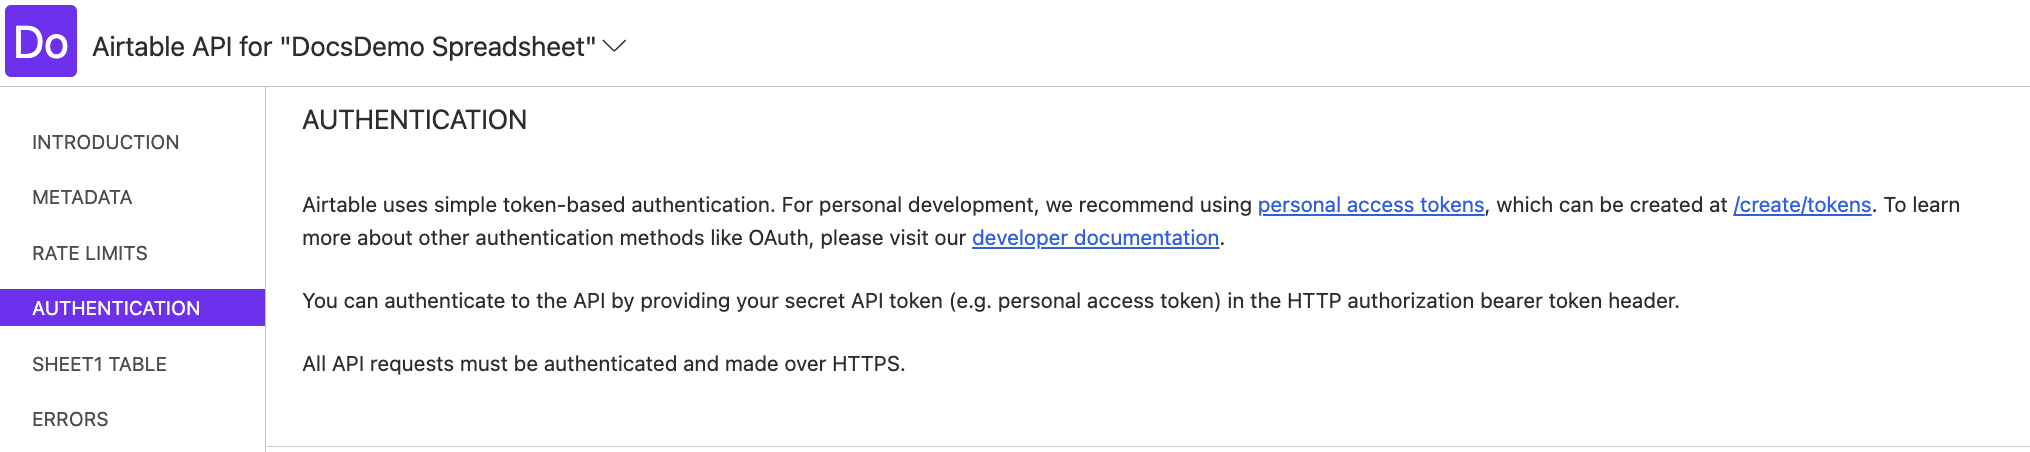 Do
Airtable API for "DocsDemo Spreadsheet"
INTRODUCTION
METADATA
RATE LIMITS
AUTHENTICATION
SHEET1 TABLE
ERRORS
AUTHENTICATION
Airtable uses simple token-based authentication. For personal development, we recommend using personal access tokens, which can be created at /create/tokens. To learn
more about other authentication methods like OAuth, please visit our developer documentation.
You can authenticate to the API by providing your secret API token (e.g. personal access token) in the HTTP authorization bearer token header.
All API requests must be authenticated and made over HTTPS.